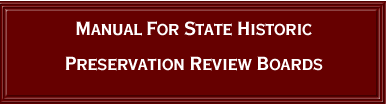 Manual For State Historic
Preservation Review Boards